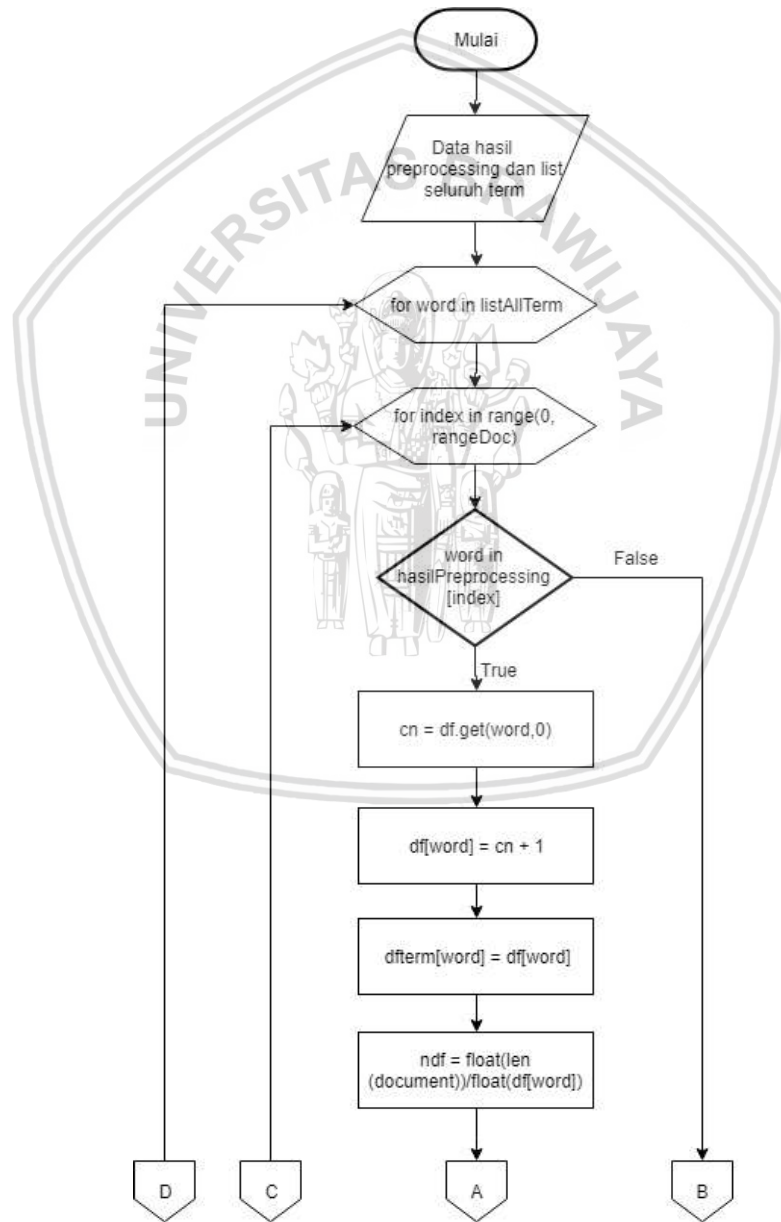 Mulai
UNIVERSITAS BRAWIJAYA
Data hasil
preprocessing dan list
seluruh term
for word in listAllTerm
for index in range(0,
rangeDoc)
word in
hasilPreprocessing
[index]
False
True
cn = df.get(word,0)
df[word] = cn + 1
dfterm[word] = df[word]
ndf = float(len
(document))/float(df[word])
D
C
A
B